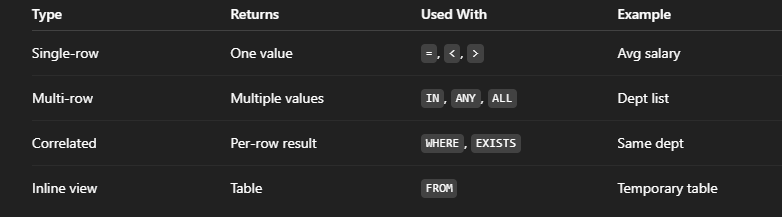 Type Returns Used With Example
Single-row One value =, <, > Avg salary
Multi-row Multiple values IN, ANY, ALL Dept list
Correlated Per-row result WHERE, EXISTS Same dept
Inline view Table FROM Temporary table